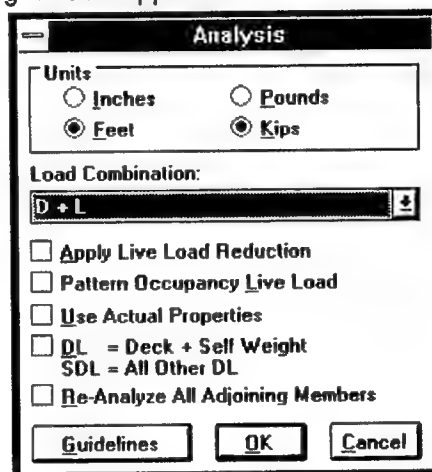 Analysis
Units
Inches Pounds
Feet Kips
Load Combination:
D + L
Apply Live Load Reduction
Pattern Occupancy Live Load
Use Actual Properties
DL = Deck + Self Weight
SDL = All Other DL
Re-Analyze All Adjoining Members
Guidelines OK Cancel